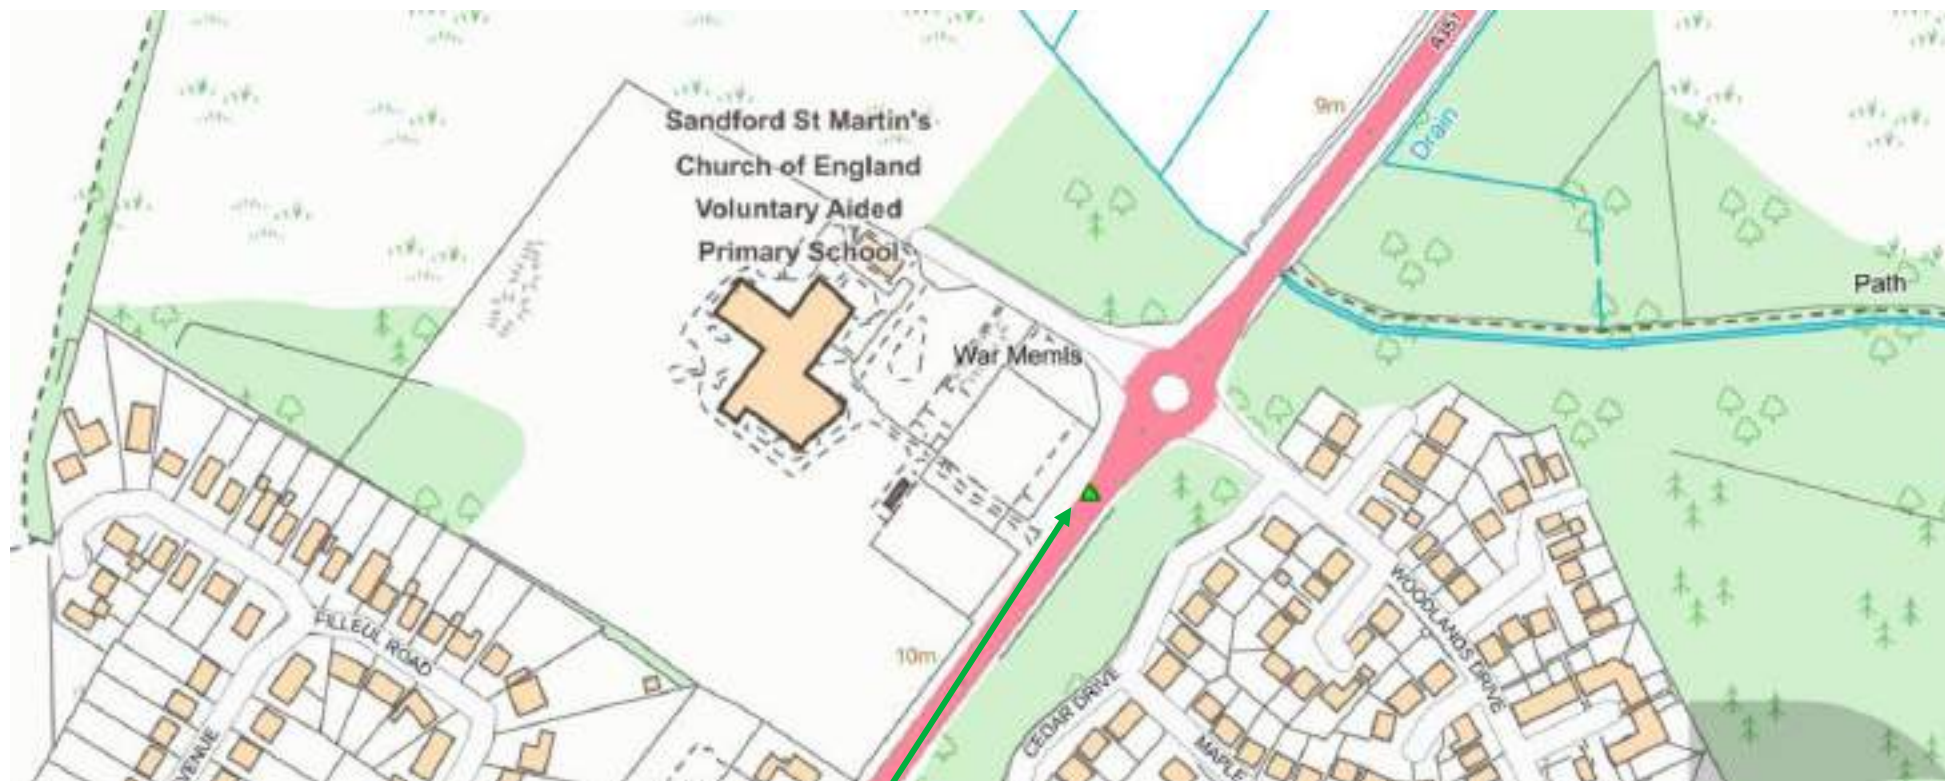 A351
9m
Drain
Sandford St Martin's
Church of England
Voluntary Aided
Primary School
Path
War Memls
WOODLANDS DRIVE
FILLEUL ROAD
10m
CEDAR DRIVE
MAPLE
VENUE